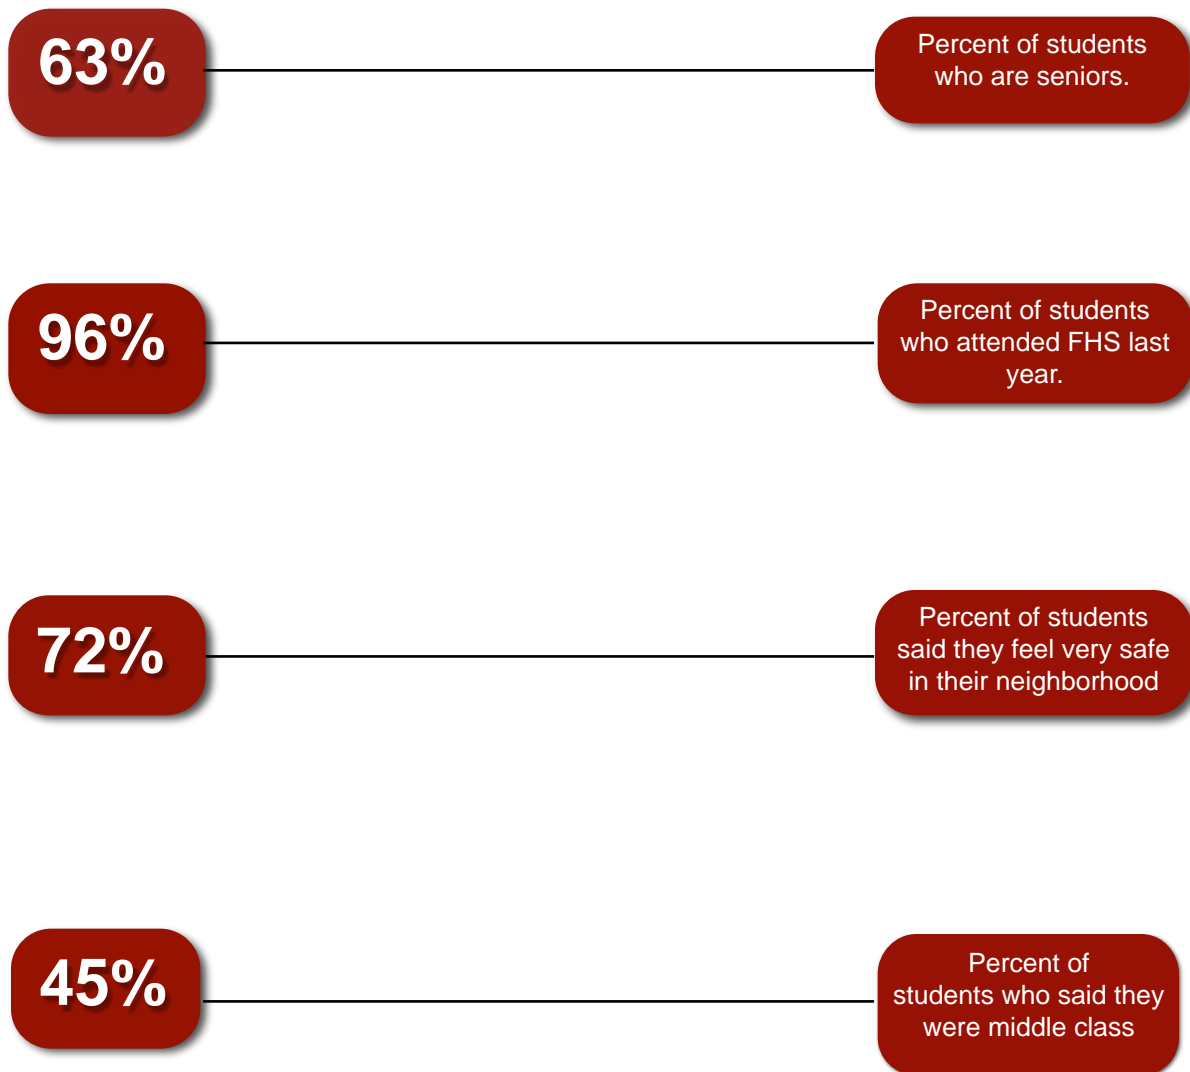 63%
Percent of students
who are seniors.
96%
Percent of students
who attended FHS last
year.
72%
Percent of students
said they feel very safe
in their neighborhood
45%
Percent of
students who said they
were middle class